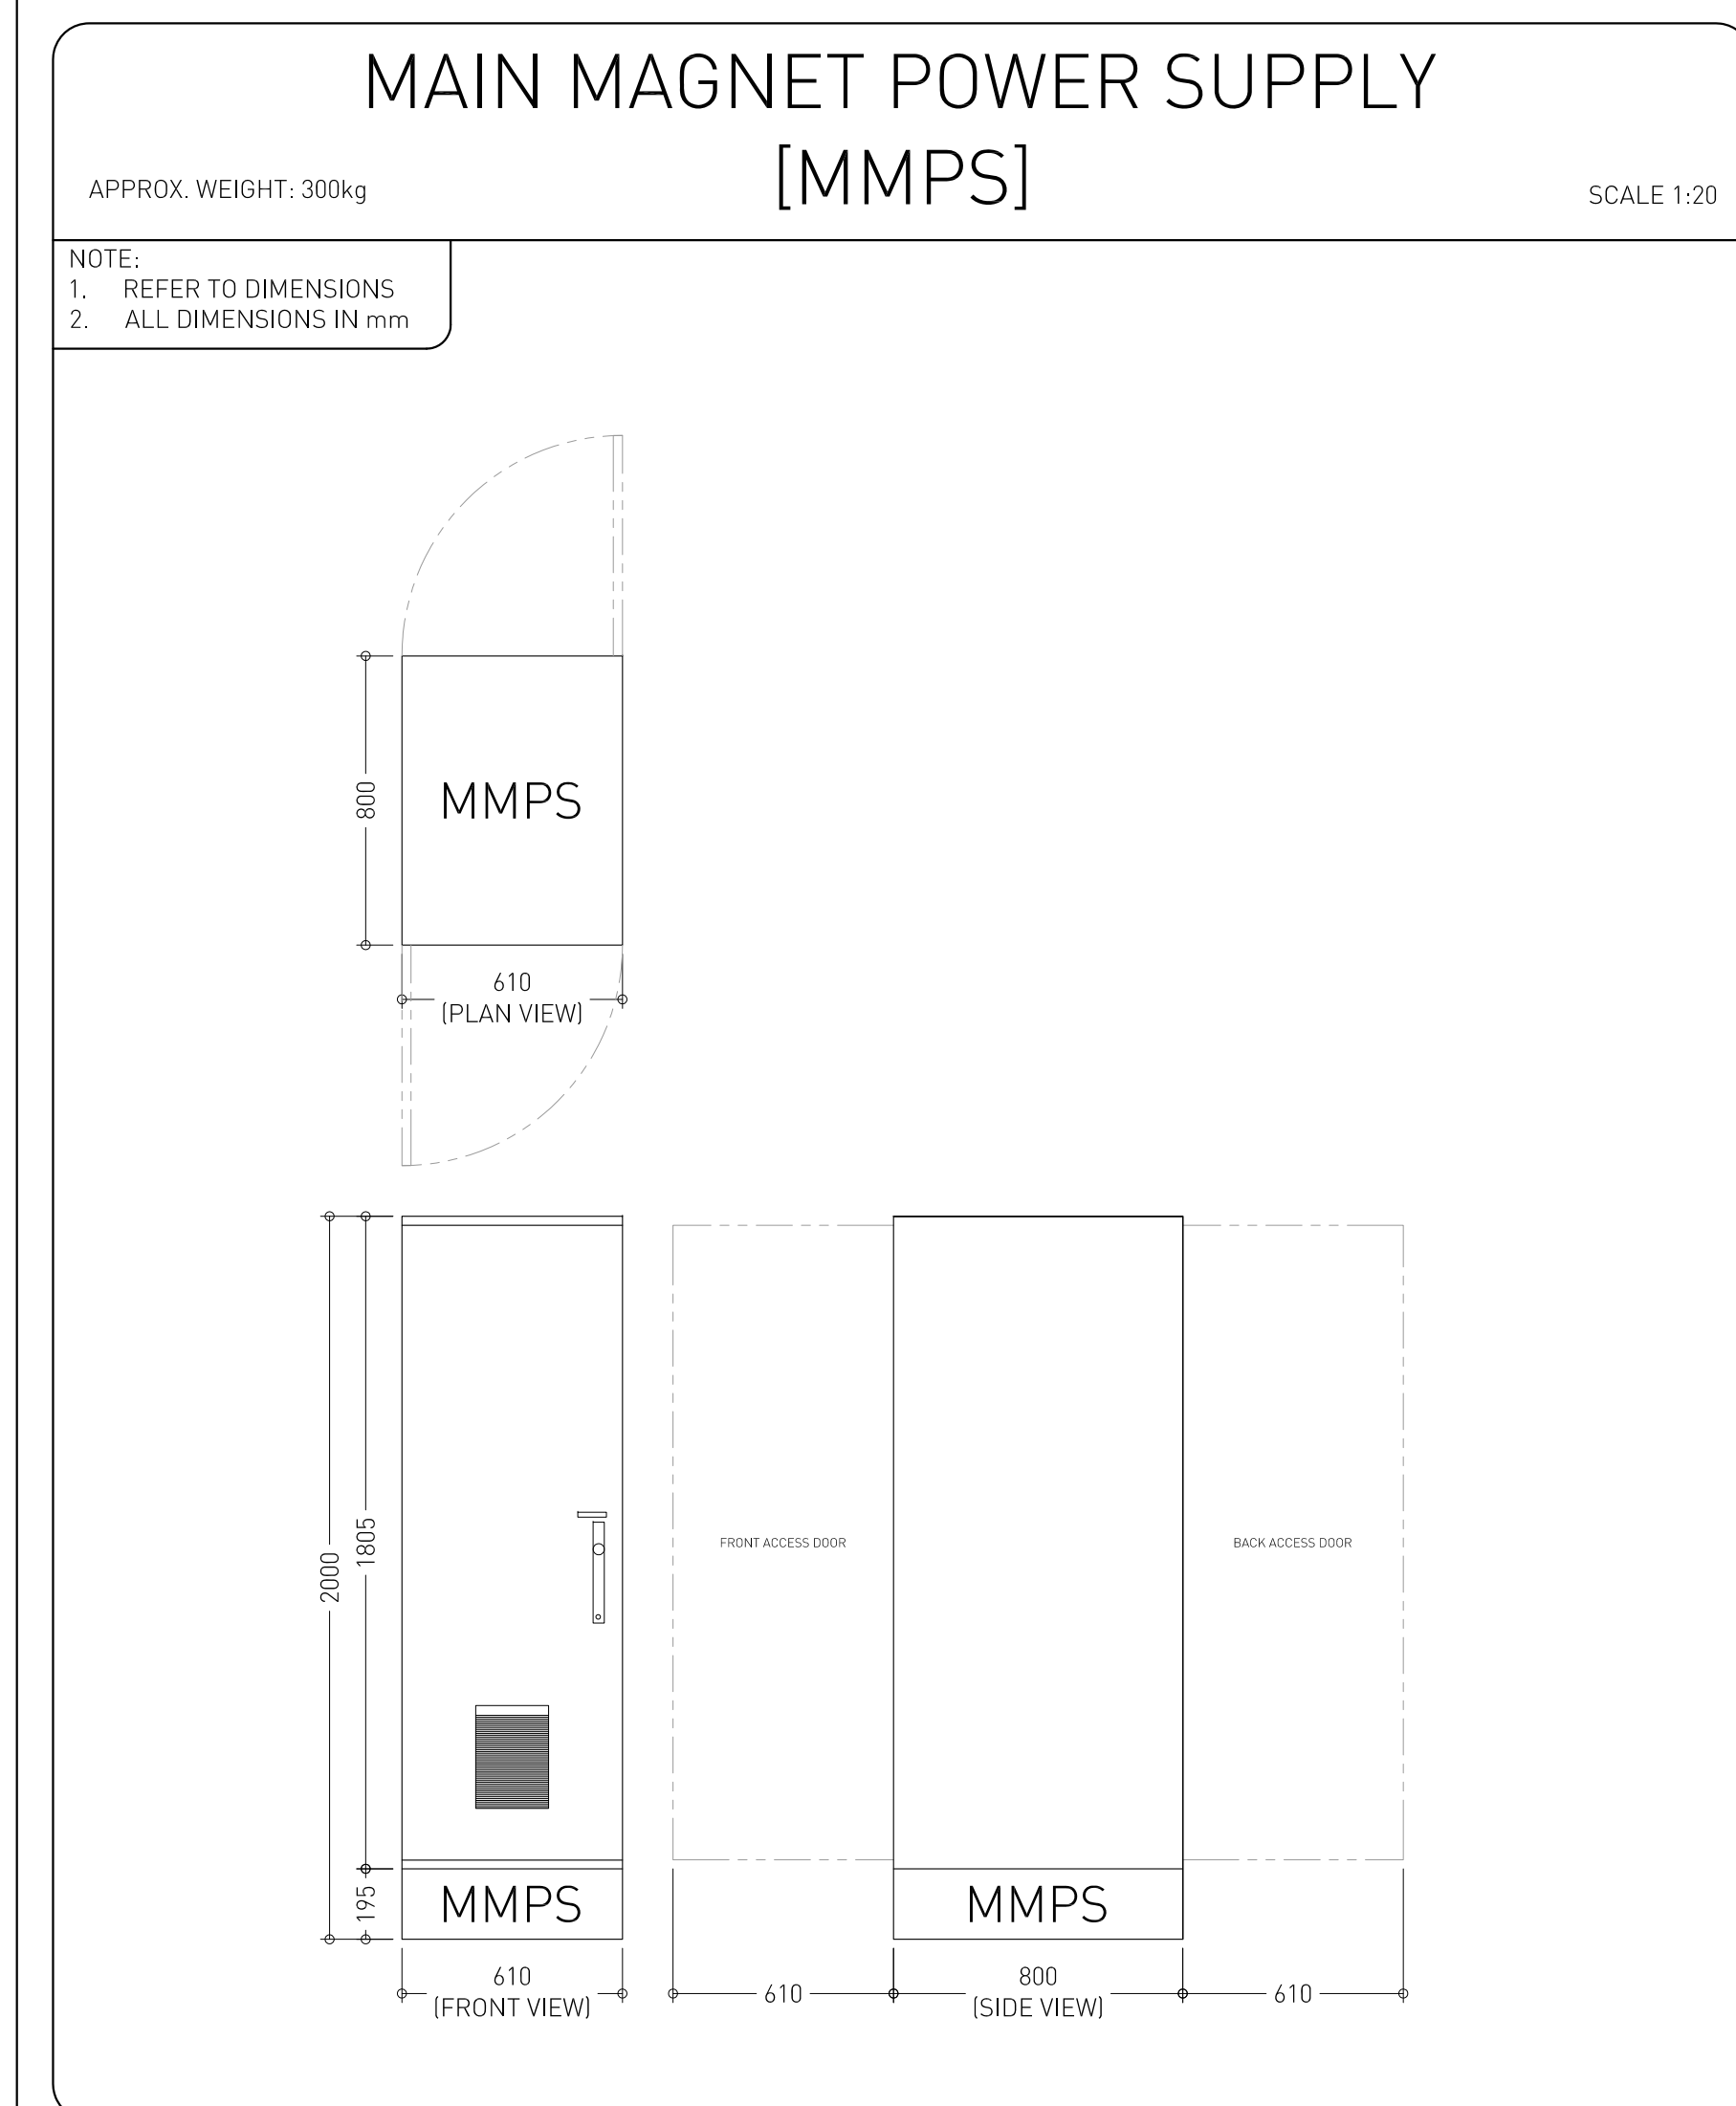 MAIN MAGNET POWER SUPPLY
[MMPS]
APPROX. WEIGHT: 300kg
SCALE 1:20
NOTE:
1. REFER TO DIMENSIONS
2. ALL DIMENSIONS IN mm
800
MMPS
610
(PLAN VIEW)
2000
1805
195
FRONT ACCESS DOOR
BACK ACCESS DOOR
MMPS
MMPS
610
(FRONT VIEW)
610
800
(SIDE VIEW)
610